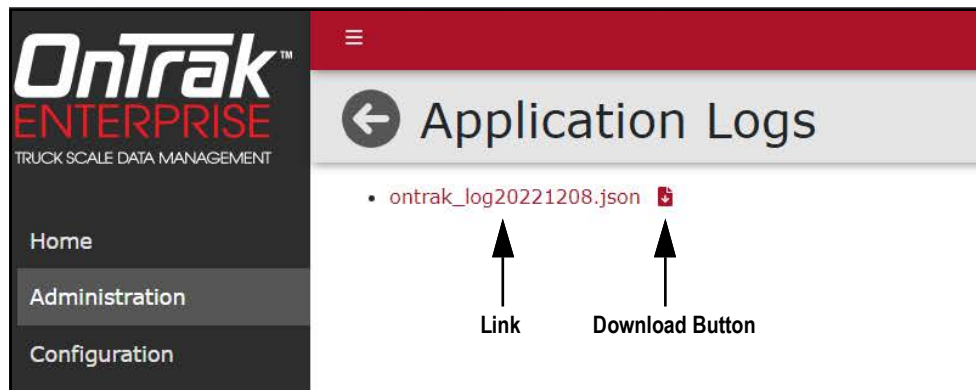 OnTrak™
ENTERPRISE
TRUCK SCALE DATA MANAGEMENT
Home
Administration
Configuration
Application Logs
• ontrak_log20221208.json
Link
Download Button